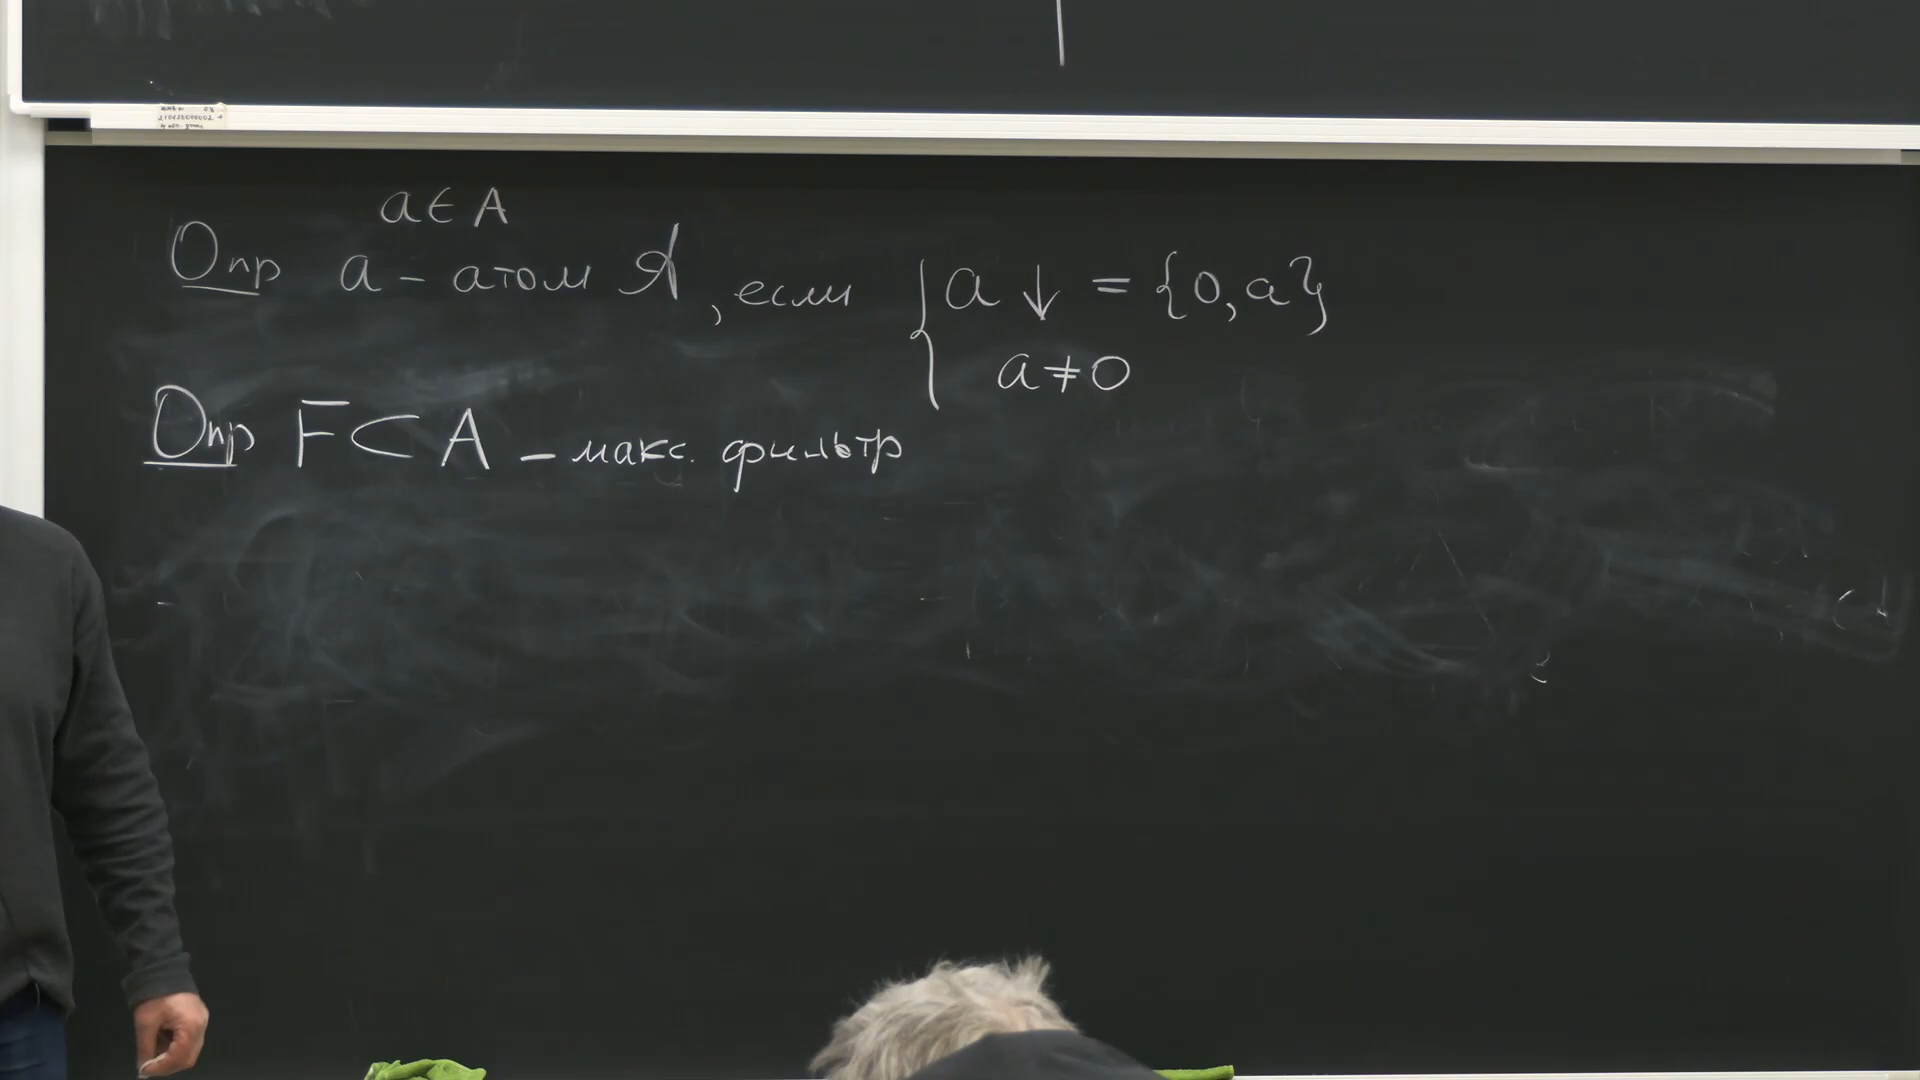 a ∈ A
Опр a – атом 𝒜, если { a ↓ = {0, a}
a ≠ 0
Опр F ⊂ A – макс. фильтр